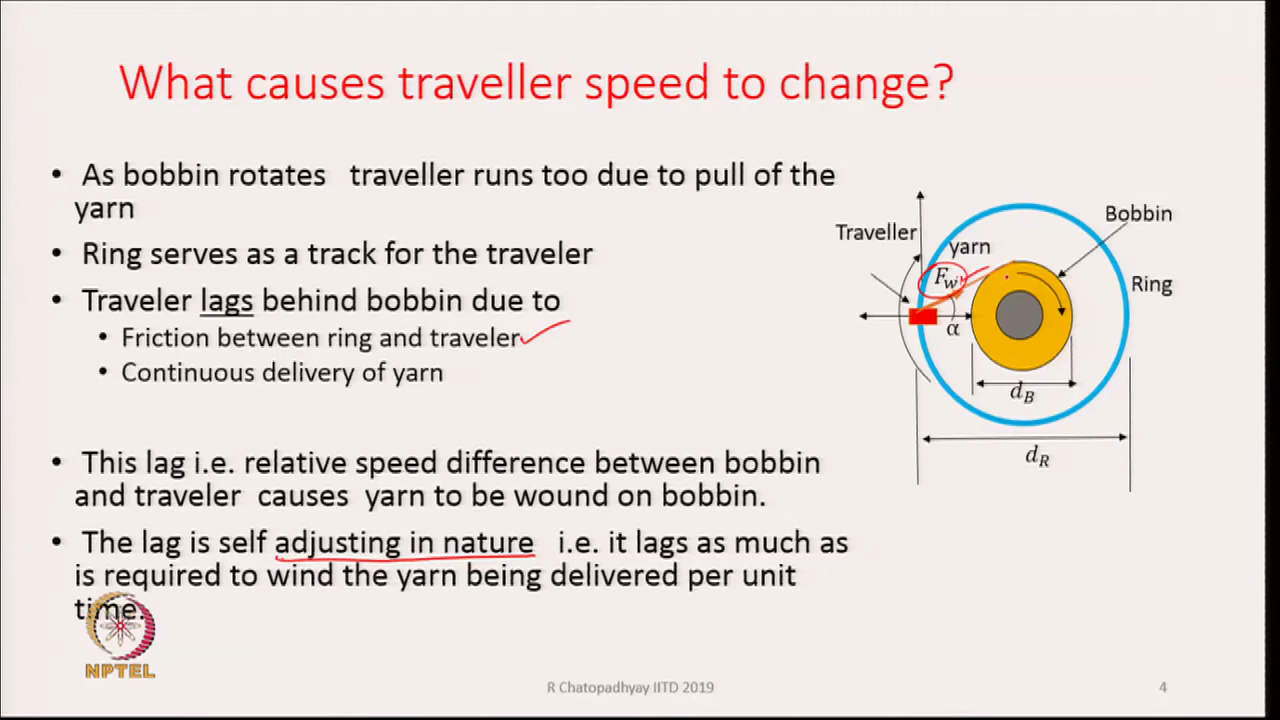 What causes traveller speed to change?
• As bobbin rotates traveller runs too due to pull of the
yarn
• Ring serves as a track for the traveler
• Traveler lags behind bobbin due to
• Friction between ring and traveler
• Continuous delivery of yarn
• This lag i.e. relative speed difference between bobbin
and traveler causes yarn to be wound on bobbin.
• The lag is self adjusting in nature i.e. it lags as much as
is required to wind the yarn being delivered per unit
time.
Bobbin
Traveller
yarn
F_W
Ring
α
d_B
d_R
NPTEL
R Chatopadhyay IITD 2019
4